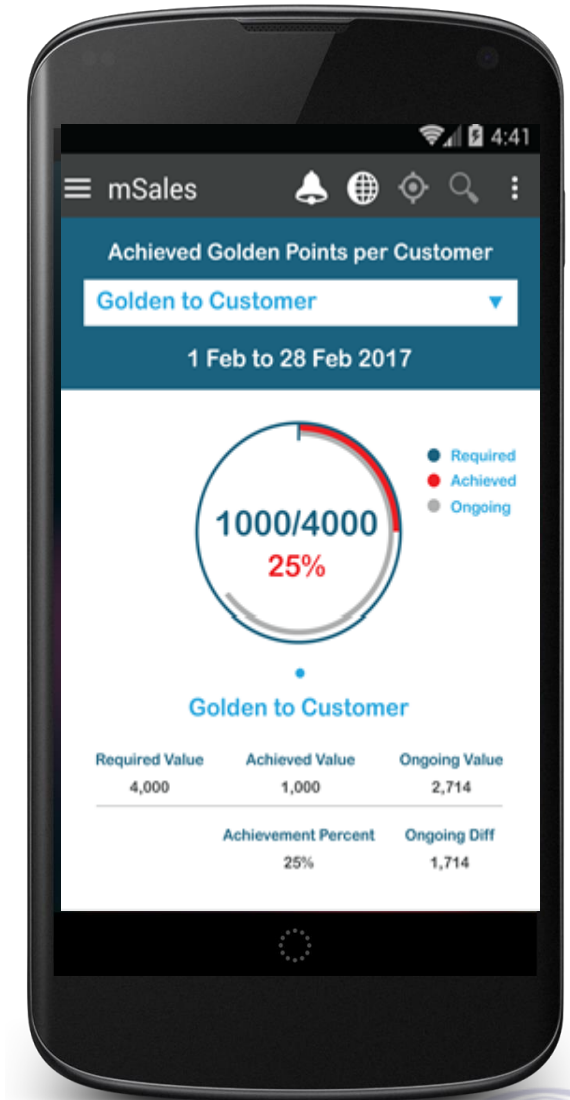 4:41
mSales
Achieved Golden Points per Customer
Golden to Customer
1 Feb to 28 Feb 2017
Required
Achieved
Ongoing
1000/4000
25%
Golden to Customer
Required Value Achieved Value Ongoing Value
4,000 1,000 2,714
Achievement Percent Ongoing Diff
25% 1,714